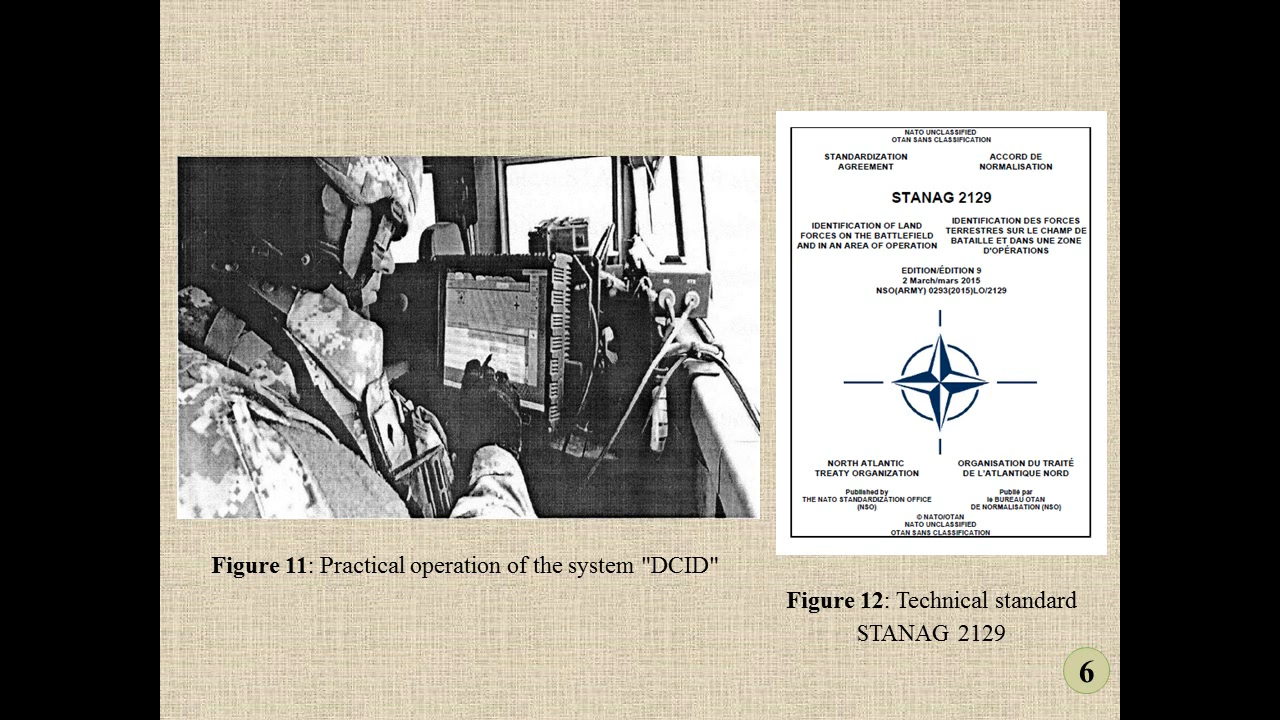 Figure 11: Practical operation of the system "DCID"
NATO UNCLASSIFIED
OTAN SANS CLASSIFICATION
STANDARDIZATION
AGREEMENT
ACCORD DE
NORMALISATION
STANAG 2129
IDENTIFICATION OF LAND
FORCES ON THE BATTLEFIELD
AND IN AN AREA OF OPERATION
IDENTIFICATION DES FORCES
TERRESTRES SUR LE CHAMP DE
BATAILLE ET DANS UNE ZONE
D'OPÉRATIONS
EDITION/ÉDITION 9
2 March/mars 2015
NSO(ARMY) 0293(2015)LO/2129
NORTH ATLANTIC
TREATY ORGANIZATION
ORGANISATION DU TRAITÉ
DE L'ATLANTIQUE NORD
Published by
THE NATO STANDARDIZATION OFFICE
(NSO)
Publié par
le BUREAU OTAN
DE NORMALISATION (NSO)
© NATO/OTAN
NATO UNCLASSIFIED
OTAN SANS CLASSIFICATION
Figure 12: Technical standard
STANAG 2129
6